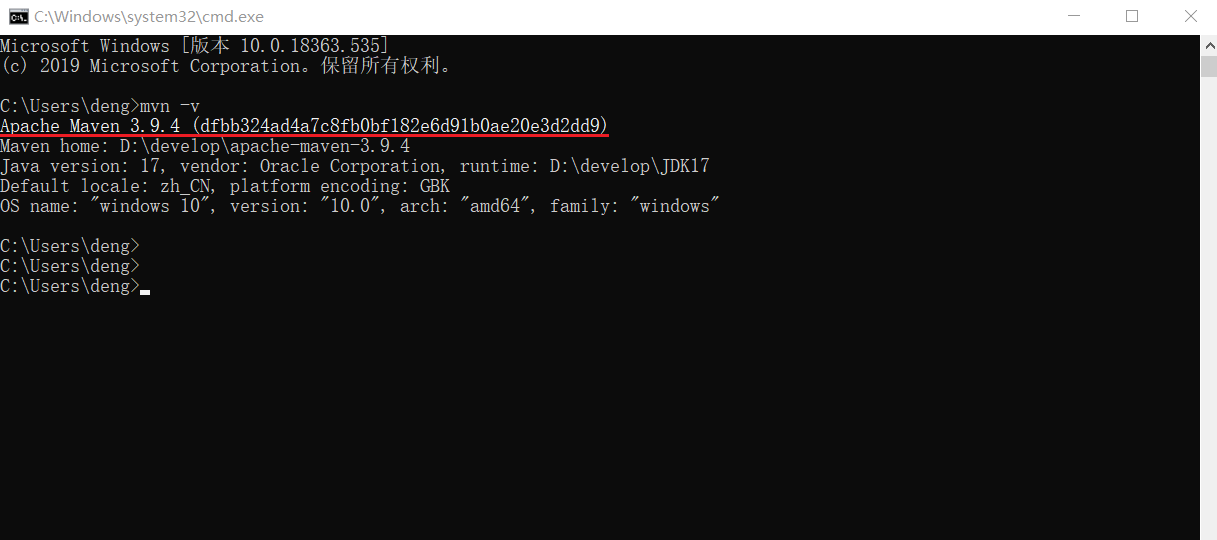 C:\Windows\system32\cmd.exe
Microsoft Windows [版本 10.0.18363.535]
(c) 2019 Microsoft Corporation。保留所有权利。
C:\Users\deng>mvn -v
Apache Maven 3.9.4 (dfbb324ad4a7c8fb0bf182e6d91b0ae20e3d2dd9)
Maven home: D:\develop\apache-maven-3.9.4
Java version: 17, vendor: Oracle Corporation, runtime: D:\develop\JDK17
Default locale: zh_CN, platform encoding: GBK
OS name: "windows 10", version: "10.0", arch: "amd64", family: "windows"
C:\Users\deng>
C:\Users\deng>
C:\Users\deng>